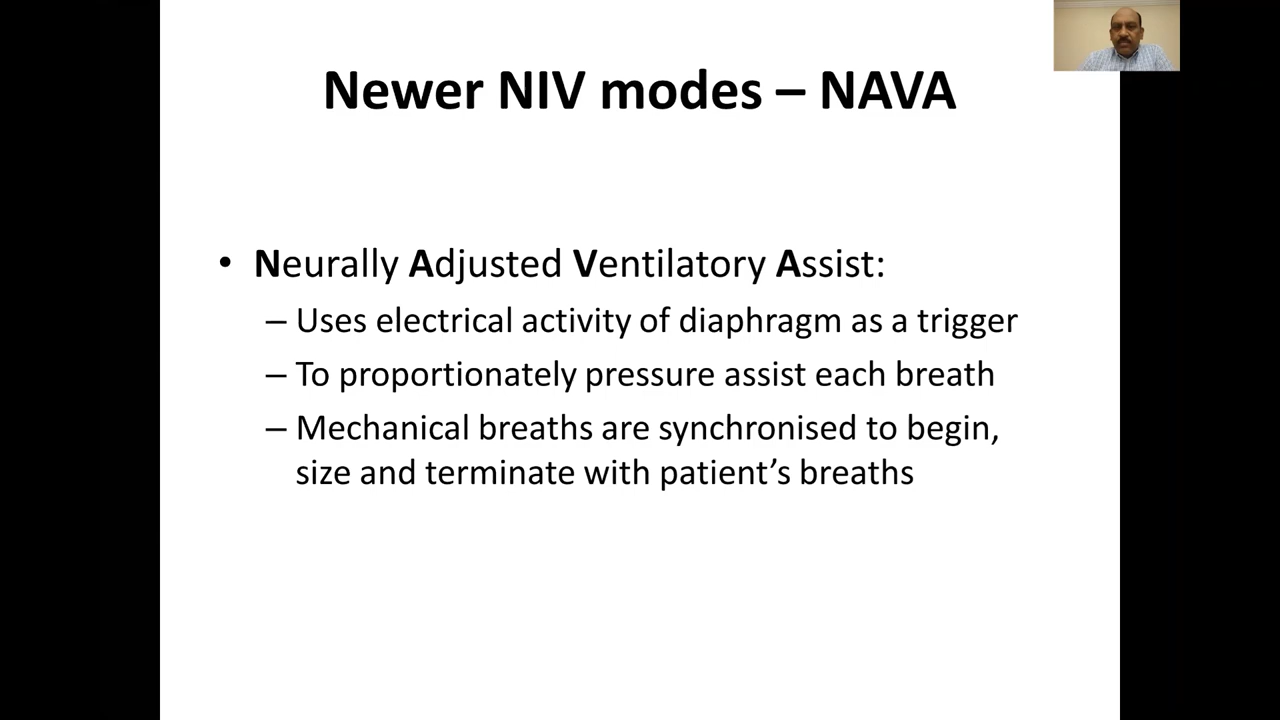 Newer NIV modes – NAVA
• Neurally Adjusted Ventilatory Assist:
– Uses electrical activity of diaphragm as a trigger
– To proportionately pressure assist each breath
– Mechanical breaths are synchronised to begin,
size and terminate with patient’s breaths